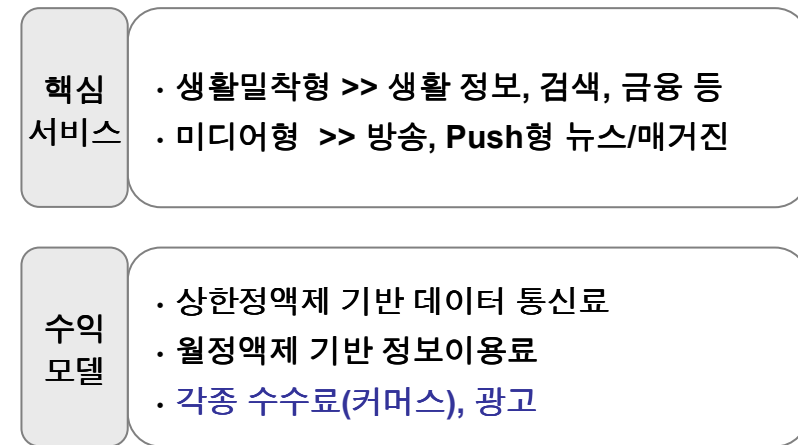 핵심
서비스
· 생활밀착형 >> 생활 정보, 검색, 금융 등
· 미디어형 >> 방송, Push형 뉴스/매거진
수익
모델
· 상한정액제 기반 데이터 통신료
· 월정액제 기반 정보이용료
· 각종 수수료(커머스), 광고